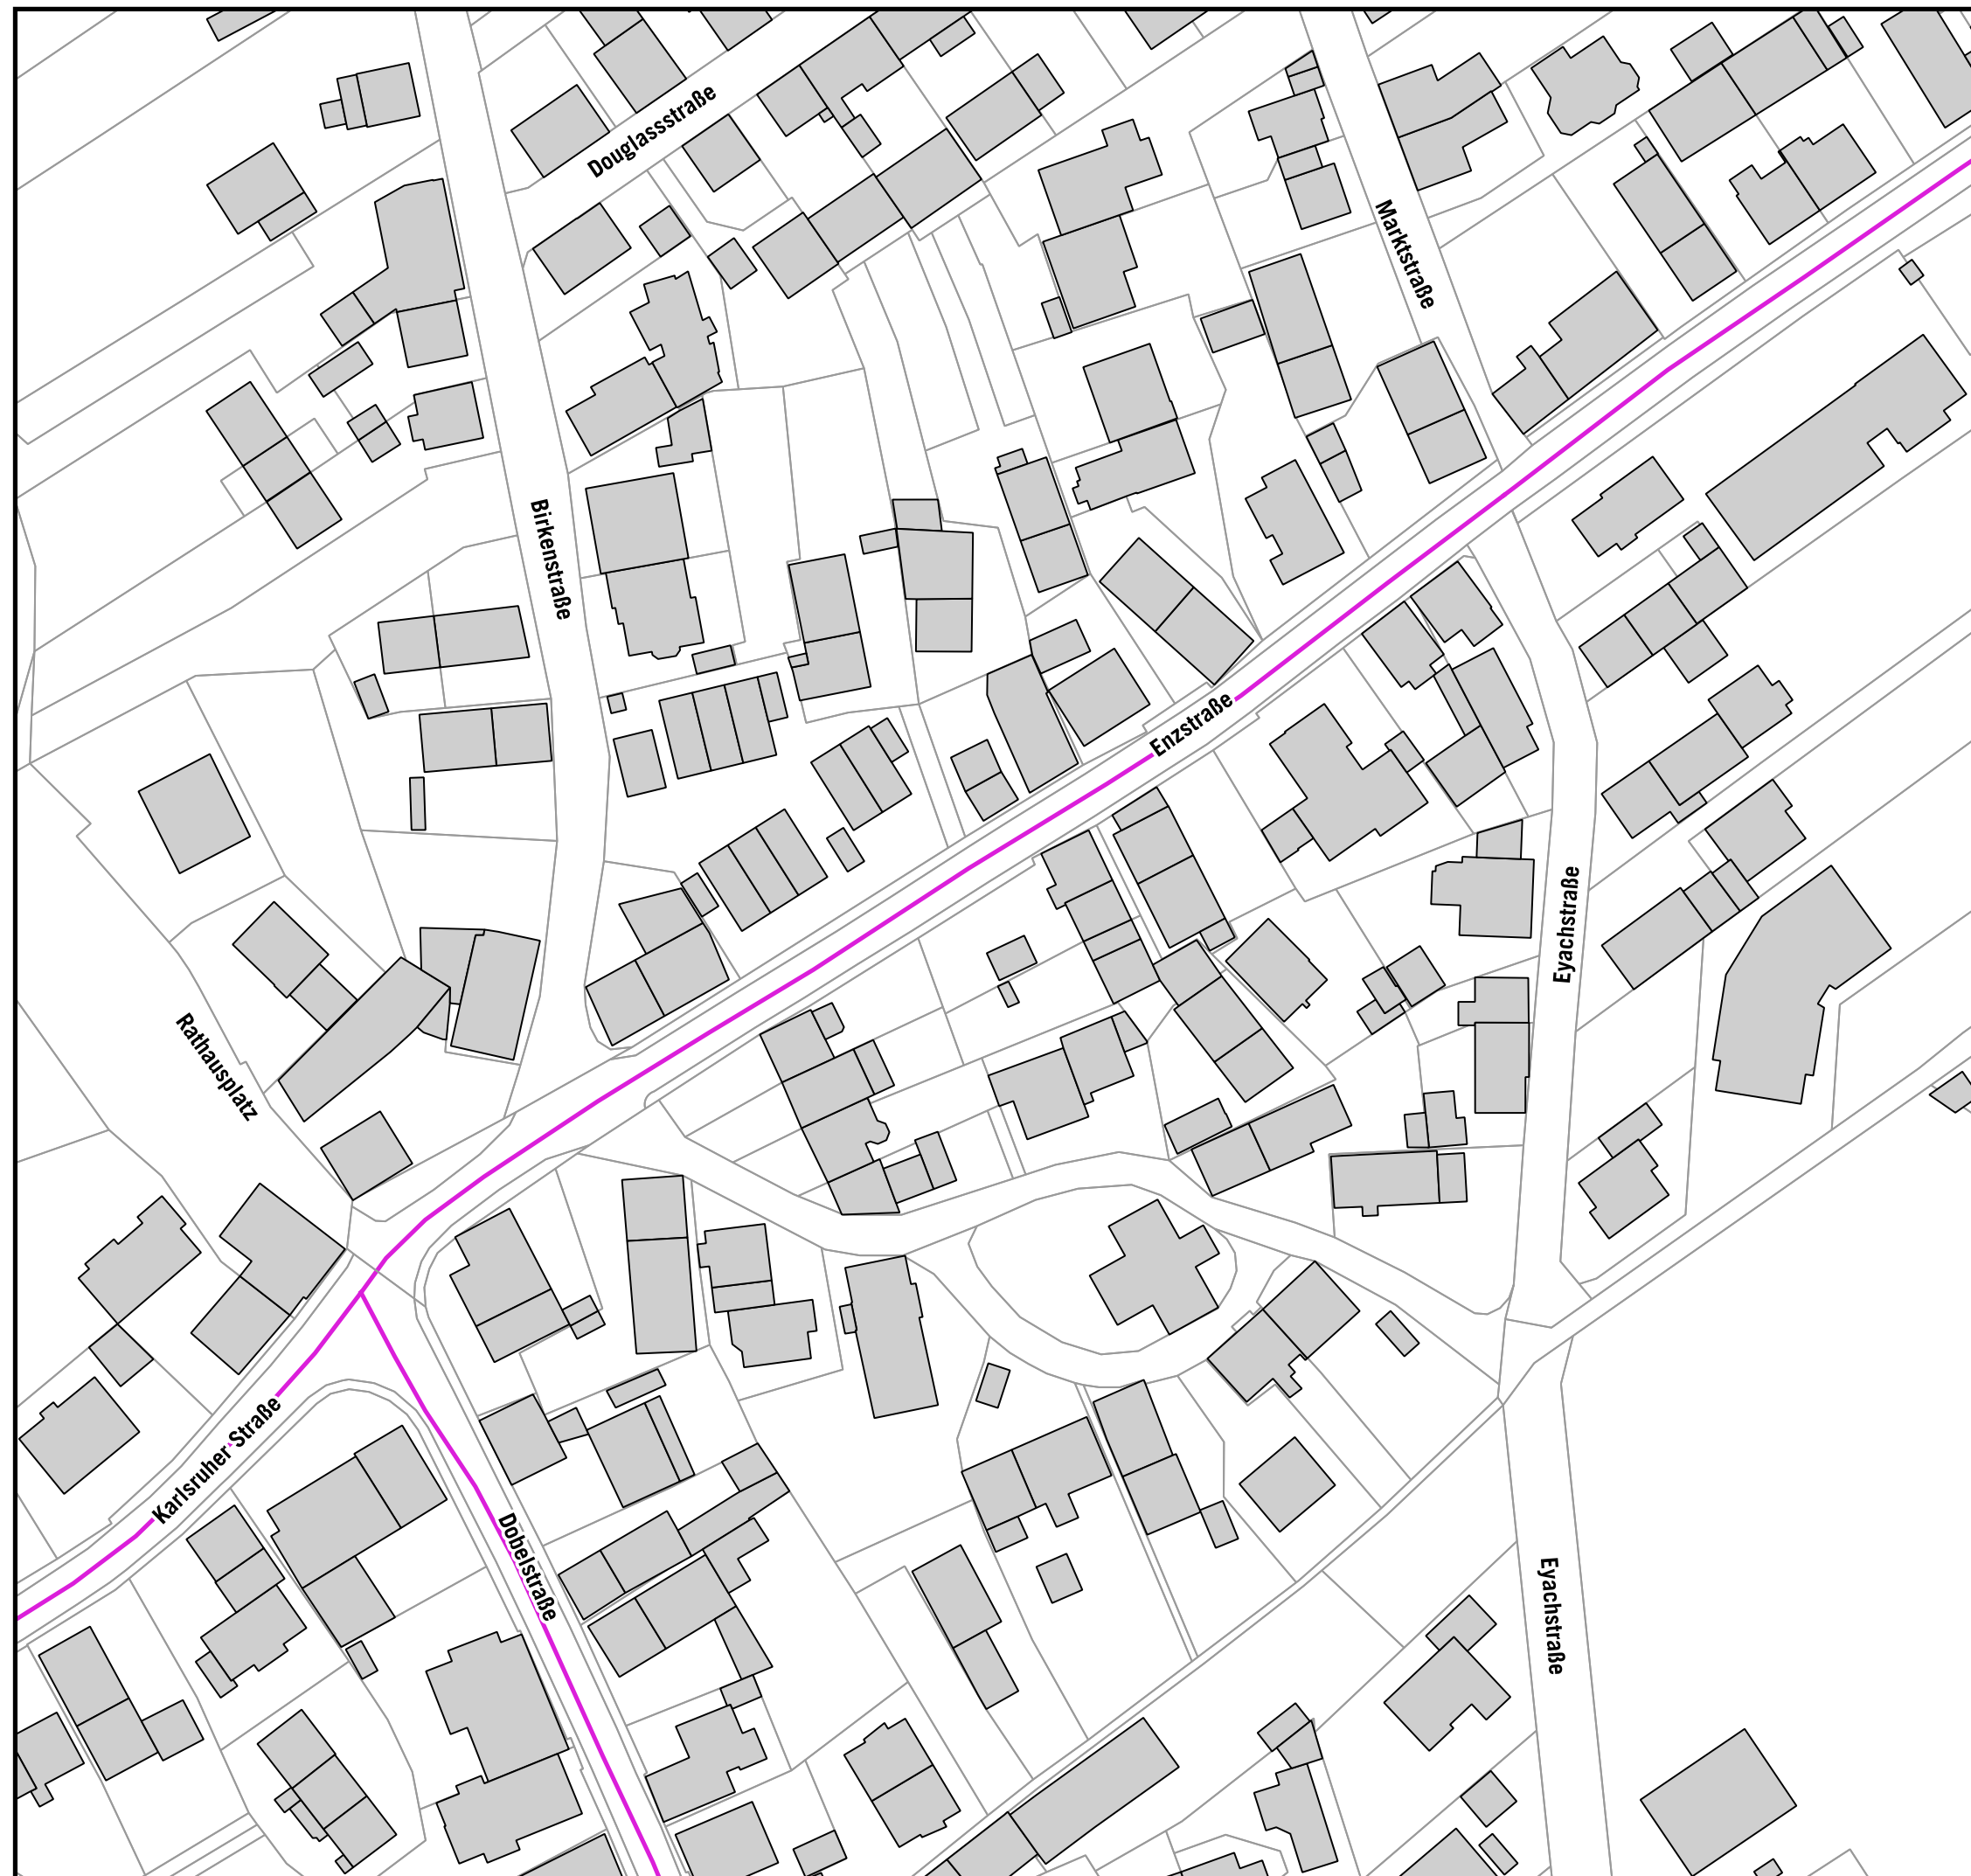 Douglassstraße
Marktstraße
Birkenstraße
Enzstraße
Eyachstraße
Rathausplatz
Karlsruher Straße
Dobelstraße
Eyachstraße